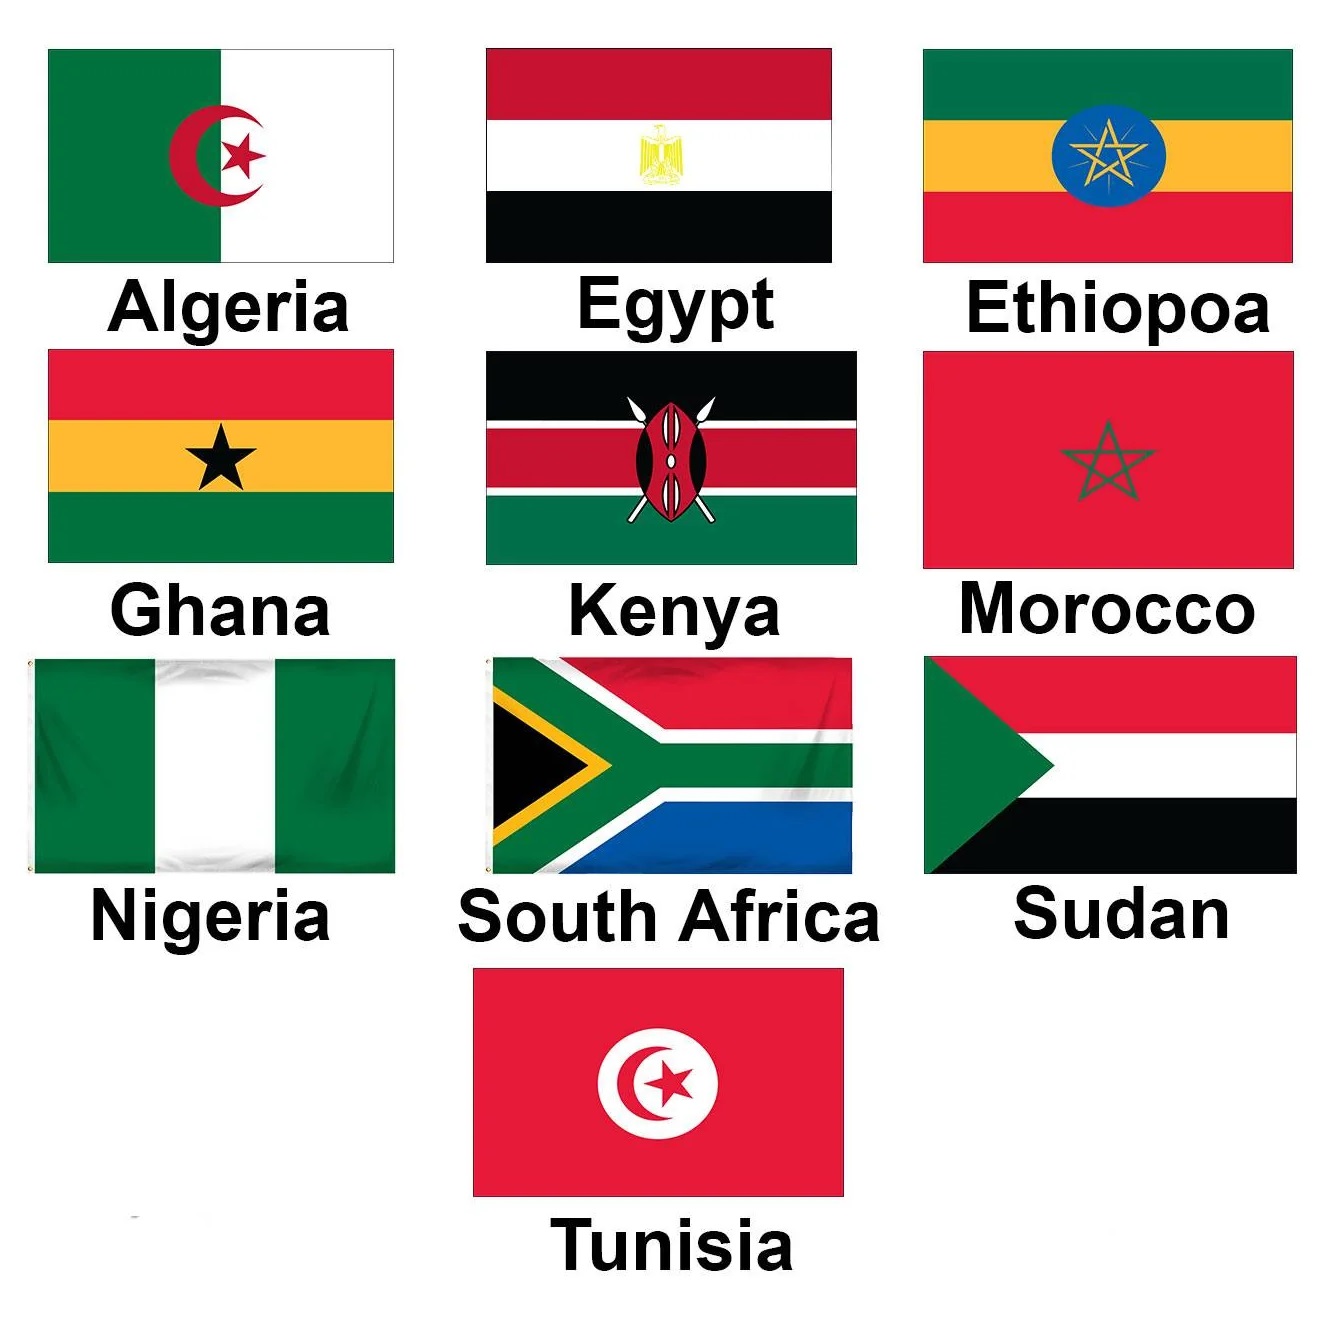 Algeria
Egypt
Ethiopoa
Ghana
Kenya
Morocco
Nigeria
South Africa
Sudan
Tunisia